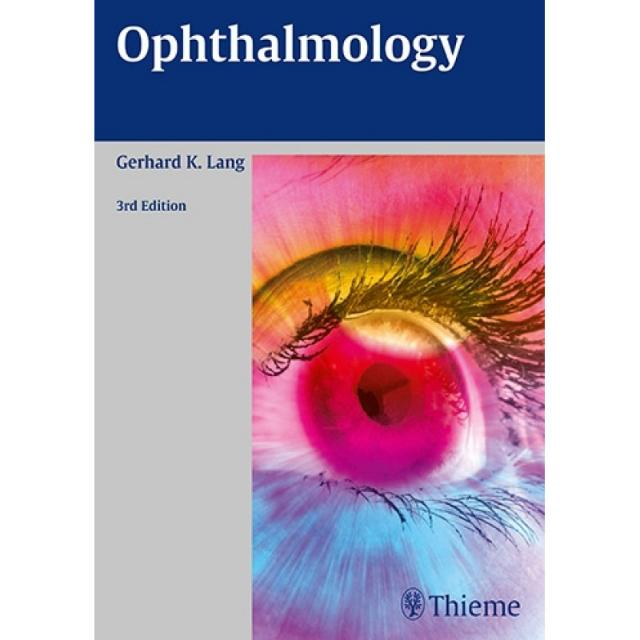 Ophthalmology
Gerhard K. Lang
3rd Edition
Thieme